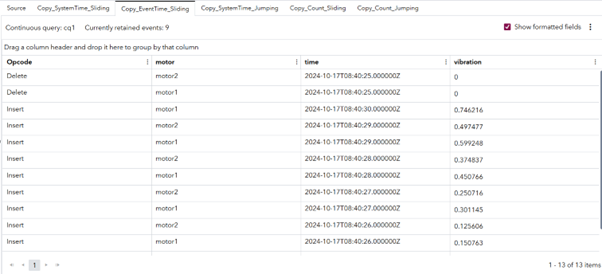 Source Copy_SystemTime_Sliding Copy_EventTime_Sliding Copy_SystemTime_Jumping Copy_Count_Sliding Copy_Count_Jumping
Continuous query: cq1 Currently retained events: 9 Show formatted fields
Drag a column header and drop it here to group by that column
Opcode motor time vibration
Delete motor2 2024-10-17T08:40:25.000000Z 0
Delete motor1 2024-10-17T08:40:25.000000Z 0
Insert motor1 2024-10-17T08:40:30.000000Z 0.746216
Insert motor2 2024-10-17T08:40:29.000000Z 0.497477
Insert motor1 2024-10-17T08:40:29.000000Z 0.599248
Insert motor2 2024-10-17T08:40:28.000000Z 0.374837
Insert motor1 2024-10-17T08:40:28.000000Z 0.450766
Insert motor2 2024-10-17T08:40:27.000000Z 0.250716
Insert motor1 2024-10-17T08:40:27.000000Z 0.301145
Insert motor2 2024-10-17T08:40:26.000000Z 0.125606
Insert motor1 2024-10-17T08:40:26.000000Z 0.150763
1 1 - 13 of 13 items